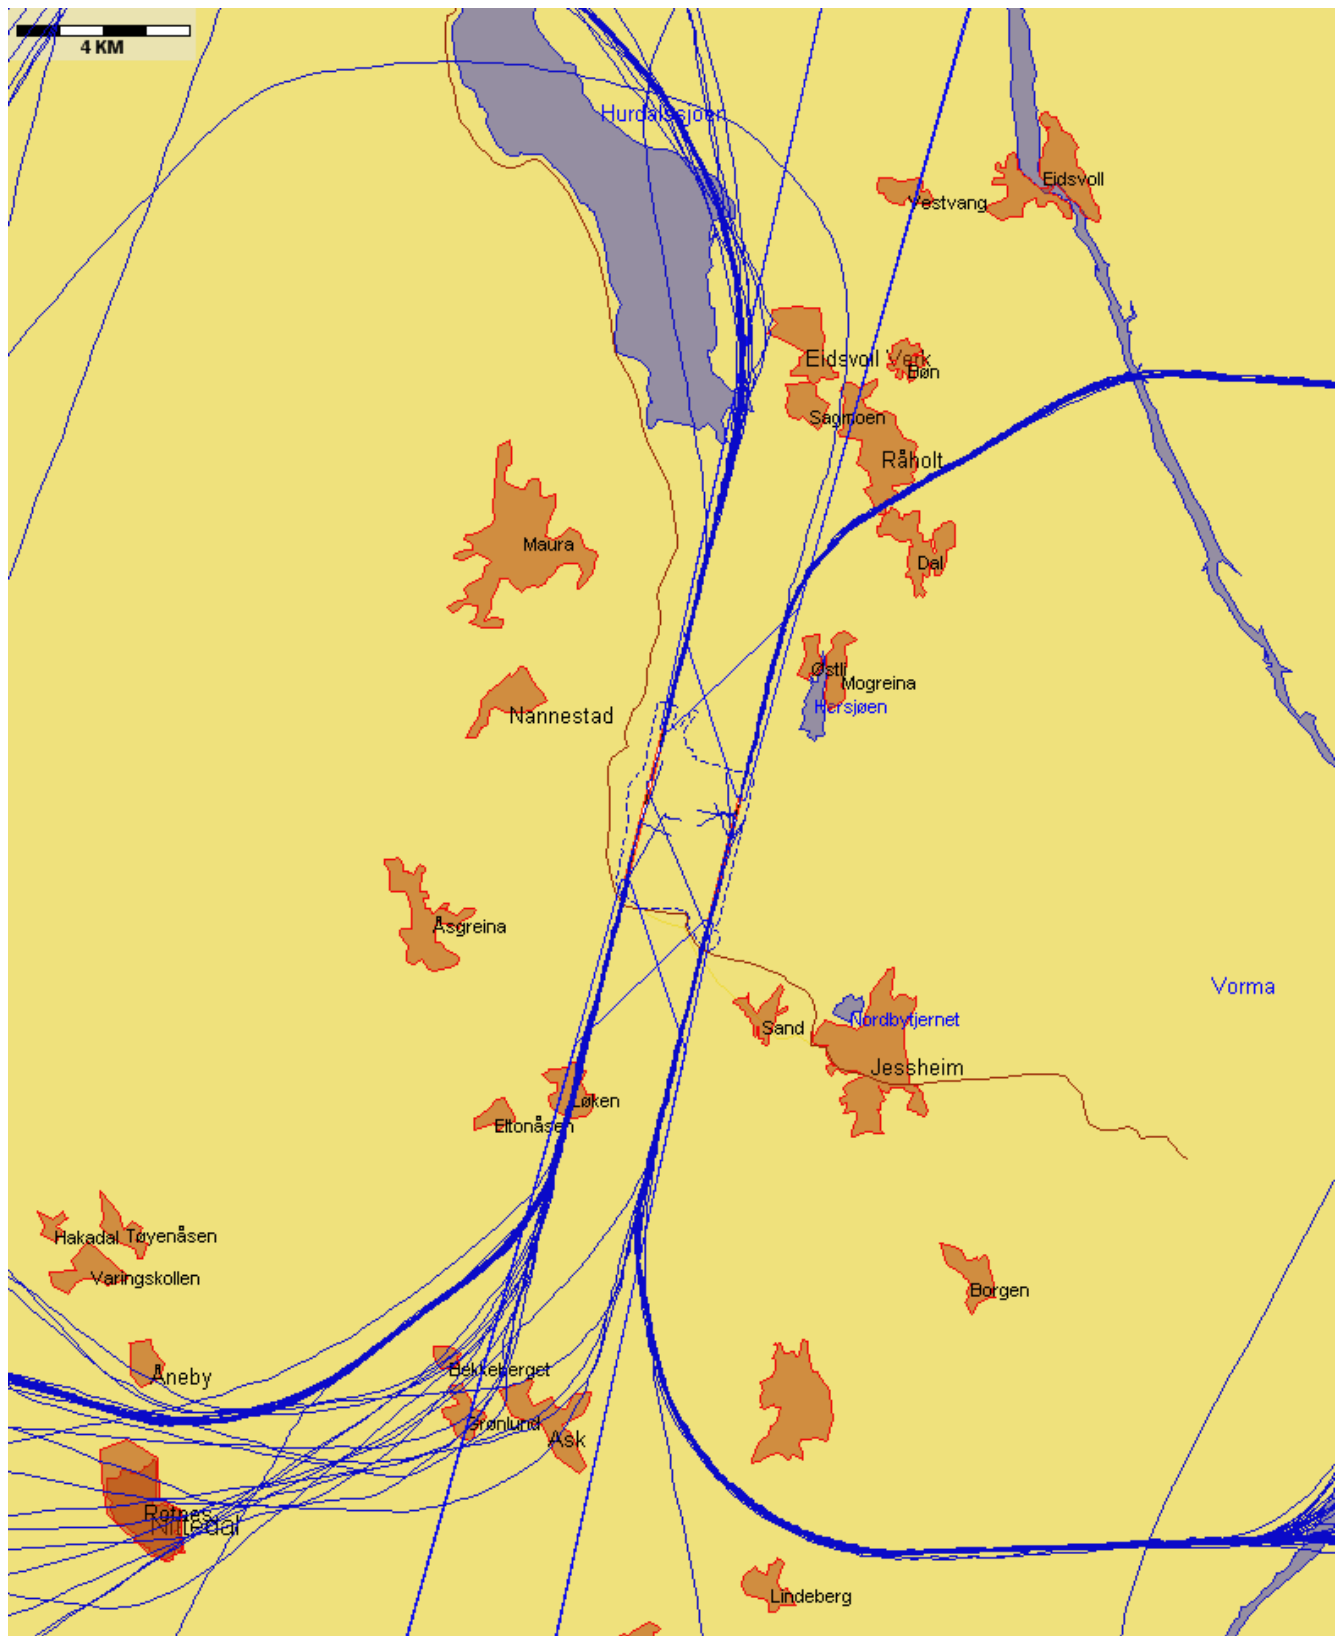 4 KM
Hurdalssjøen
Eidsvoll
Vestvang
Eidsvoll Verk
Bøn
Sagmoen
Råholt
Maura
Dal
Østli
Mogreina
Nannestad
Hersjøen
Åsgreina
Vorma
Nordbytjernet
Sand
Jessheim
Løken
Eltonåsen
Hakadal
Tøyenåsen
Varingskollen
Borgen
Åneby
Bekkeberget
Grønlund
Ask
Rotnes
Nittedal
Lindeberg